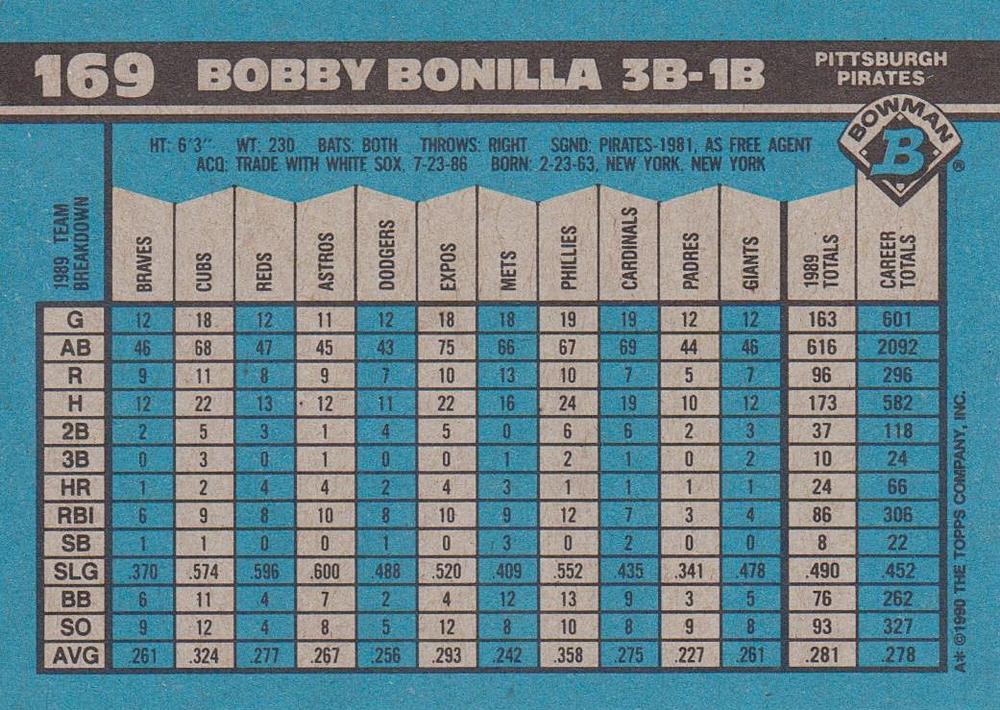 169 BOBBY BONILLA 3B-1B PITTSBURGH PIRATES
BOWMAN B ®
HT: 6'3". WT: 230 BATS: BOTH THROWS: RIGHT SGND: PIRATES-1981, AS FREE AGENT
ACQ: TRADE WITH WHITE SOX, 7-23-86 BORN: 2-23-63, NEW YORK, NEW YORK
1989 TEAM BREAKDOWN BRAVES CUBS REDS ASTROS DODGERS EXPOS METS PHILLIES CARDINALS PADRES GIANTS 1989 TOTALS CAREER TOTALS
G 12 18 12 11 12 18 18 19 19 12 12 163 601
AB 46 68 47 45 43 75 66 67 69 44 46 616 2092
R 9 11 8 9 7 10 13 10 7 5 7 96 296
H 12 22 13 12 11 22 16 24 19 10 12 173 582
2B 2 5 3 1 4 5 0 6 6 2 3 37 118
3B 0 3 0 1 0 0 1 2 1 0 2 10 24
HR 1 2 4 4 2 4 3 1 1 1 1 24 66
RBI 6 9 8 10 8 10 9 12 7 3 4 86 306
SB 1 1 0 0 1 0 3 0 2 0 0 8 22
SLG .370 .574 .596 .600 .488 .520 .409 .552 .435 .341 .478 .490 .452
BB 6 11 4 7 2 4 12 13 9 3 5 76 262
SO 9 12 4 8 5 12 8 10 8 9 8 93 327
AVG .261 .324 .277 .267 .256 .293 .242 .358 .275 .227 .261 .281 .278
A* ©1990 THE TOPPS COMPANY, INC.